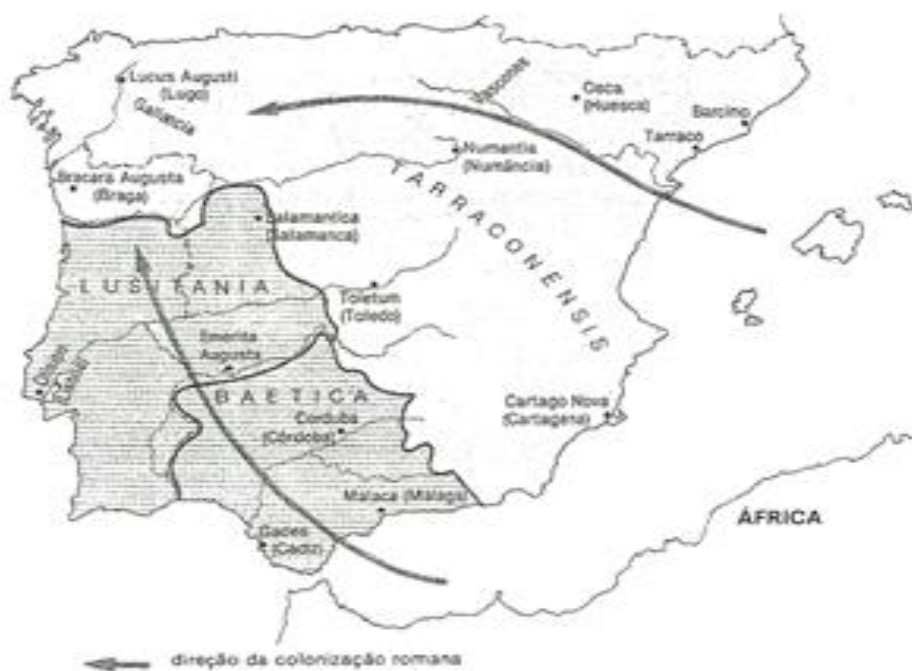 Lucus Augusti
(Lugo)
Gallaecia
Vascones
Osca
(Huesca)
Barcino
Tarraco
Numantia
(Numância)
Bracara Augusta
(Braga)
TARRACONENSIS
Salamantica
(Salamanca)
LUSITANIA
Toletum
(Toledo)
Emerita
Augusta
BAETICA
Corduba
(Córdoba)
Cartago Nova
(Cartagena)
Malaca (Málaga)
Gades
(Cádiz)
ÁFRICA
direção da colonização romana